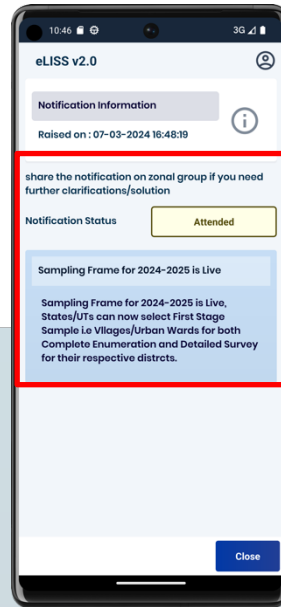 10:46
3G
eLISS v2.0
Notification Information
Raised on : 07-03-2024 16:48:19
share the notification on zonal group if you need
further clarifications/solution
Notification Status
Attended
Sampling Frame for 2024-2025 is Live
Sampling Frame for 2024-2025 is Live,
States/UTs can now select First Stage
Sample i.e VIlages/Urban Wards for both
Complete Enumeration and Detailed Survey
for their respective distrcts.
Close